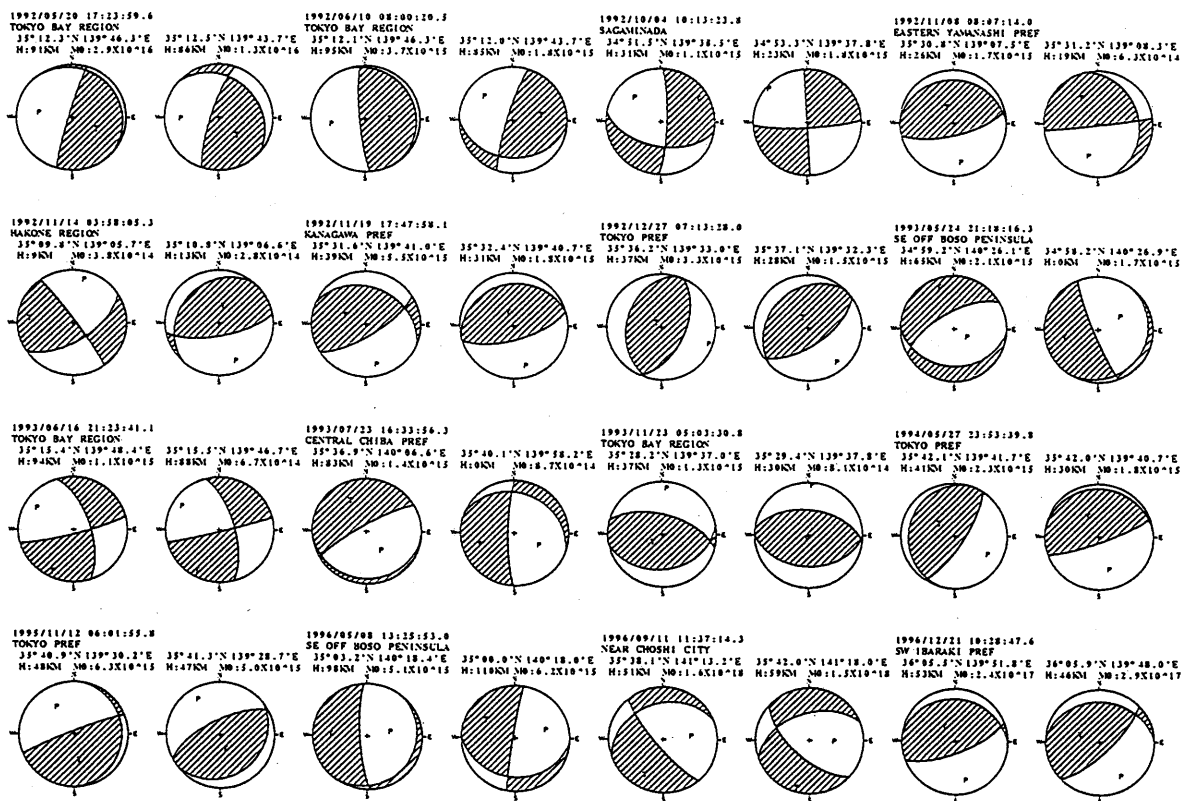 1992/05/20 17:23:59.6
TOKYO BAY REGION
35°12.3'N 139°46.3'E
H:91KM M0:2.9X10^16
35°12.5'N 139°43.7'E
H:86KM M0:1.3X10^16
1992/06/10 08:00:20.5
TOKYO BAY REGION
35°12.1'N 139°46.3'E
H:95KM M0:3.7X10^15
35°12.0'N 139°43.7'E
H:85KM M0:1.8X10^15
1992/10/04 10:13:23.8
SAGAMINADA
34°51.5'N 139°38.5'E
H:31KM M0:1.1X10^15
34°53.3'N 139°37.8'E
H:23KM M0:1.8X10^15
1992/11/08 08:07:14.0
EASTERN YAMANASHI PREF
35°30.8'N 139°07.5'E
H:26KM M0:1.7X10^15
35°31.2'N 139°08.3'E
H:19KM M0:6.3X10^14
N N N N N N N N
W P T E P T W P T E P T W P T E P W T E P T
S S S S
1992/11/14 03:58:05.3
HAKONE REGION
35°09.8'N 139°05.7'E
H:9KM M0:3.8X10^14
35°10.8'N 139°06.6'E
H:13KM M0:2.8X10^14
1992/11/19 17:47:58.1
KANAGAWA PREF
35°31.6'N 139°41.0'E
H:39KM M0:5.5X10^15
35°32.4'N 139°40.7'E
H:31KM M0:1.8X10^15
1992/12/27 07:13:28.0
TOKYO PREF
35°36.2'N 139°33.0'E
H:37KM M0:3.3X10^15
35°37.1'N 139°32.3'E
H:28KM M0:1.5X10^15
1993/05/24 21:18:16.3
SE OFF BOSO PENINSULA
34°59.2'N 140°26.1'E
H:65KM M0:2.1X10^15
34°58.2'N 140°26.9'E
H:0KM M0:1.7X10^15
1993/06/16 21:23:41.1
TOKYO BAY REGION
35°15.4'N 139°48.4'E
H:94KM M0:1.1X10^15
35°15.5'N 139°46.7'E
H:88KM M0:6.7X10^14
1993/07/23 16:33:56.3
CENTRAL CHIBA PREF
35°36.9'N 140°06.6'E
H:83KM M0:1.4X10^15
35°40.1'N 139°58.2'E
H:0KM M0:8.7X10^14
1993/11/23 05:03:30.8
TOKYO BAY REGION
35°28.2'N 139°37.0'E
H:37KM M0:1.3X10^15
35°29.4'N 139°37.8'E
H:30KM M0:8.1X10^14
1994/05/27 23:53:39.8
TOKYO PREF
35°42.1'N 139°41.7'E
H:41KM M0:2.3X10^15
35°42.0'N 139°40.7'E
H:30KM M0:1.8X10^15
1995/11/12 06:01:55.8
TOKYO PREF
35°40.9'N 139°30.2'E
H:48KM M0:6.3X10^15
35°41.3'N 139°28.7'E
H:47KM M0:5.0X10^15
1996/05/08 13:25:53.0
SE OFF BOSO PENINSULA
35°03.2'N 140°18.4'E
H:98KM M0:5.1X10^15
35°00.0'N 140°18.0'E
H:110KM M0:6.2X10^15
1996/09/11 11:37:14.3
NEAR CHOSHI CITY
35°38.1'N 141°13.2'E
H:51KM M0:1.6X10^18
35°42.0'N 141°18.0'E
H:59KM M0:1.5X10^18
1996/12/21 10:28:47.6
SW IBARAKI PREF
36°05.5'N 139°51.8'E
H:53KM M0:2.4X10^17
36°05.9'N 139°48.0'E
H:46KM M0:2.9X10^17